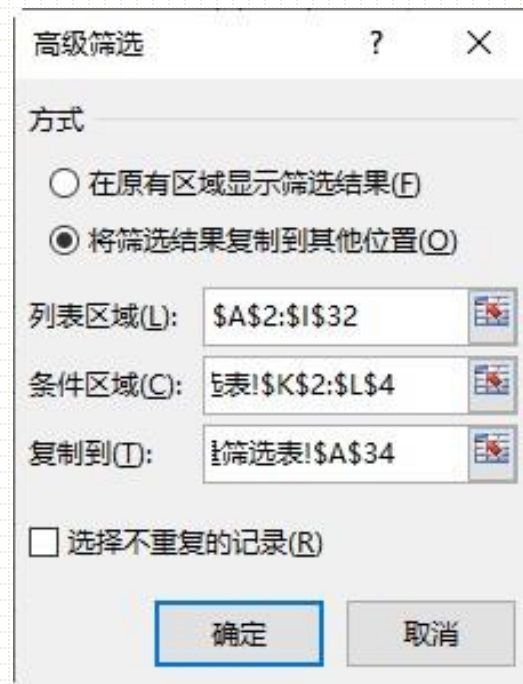 高级筛选 ?
方式
在原有区域显示筛选结果(F)
将筛选结果复制到其他位置(O)
列表区域(L): $A$2:$I$32
条件区域(C): 表!$K$2:$L$4
复制到(T): 筛选表!$A$34
选择不重复的记录(R)
确定 取消